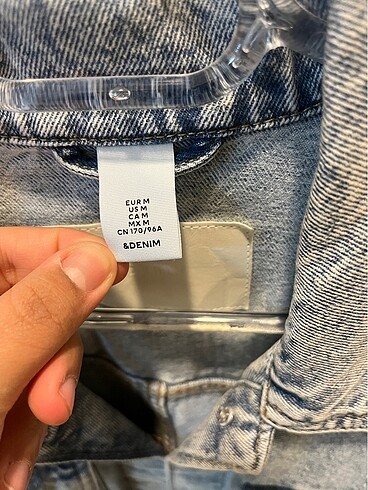 EUR M
US M
CA M
MX M
CN 170/96A
&DENIM